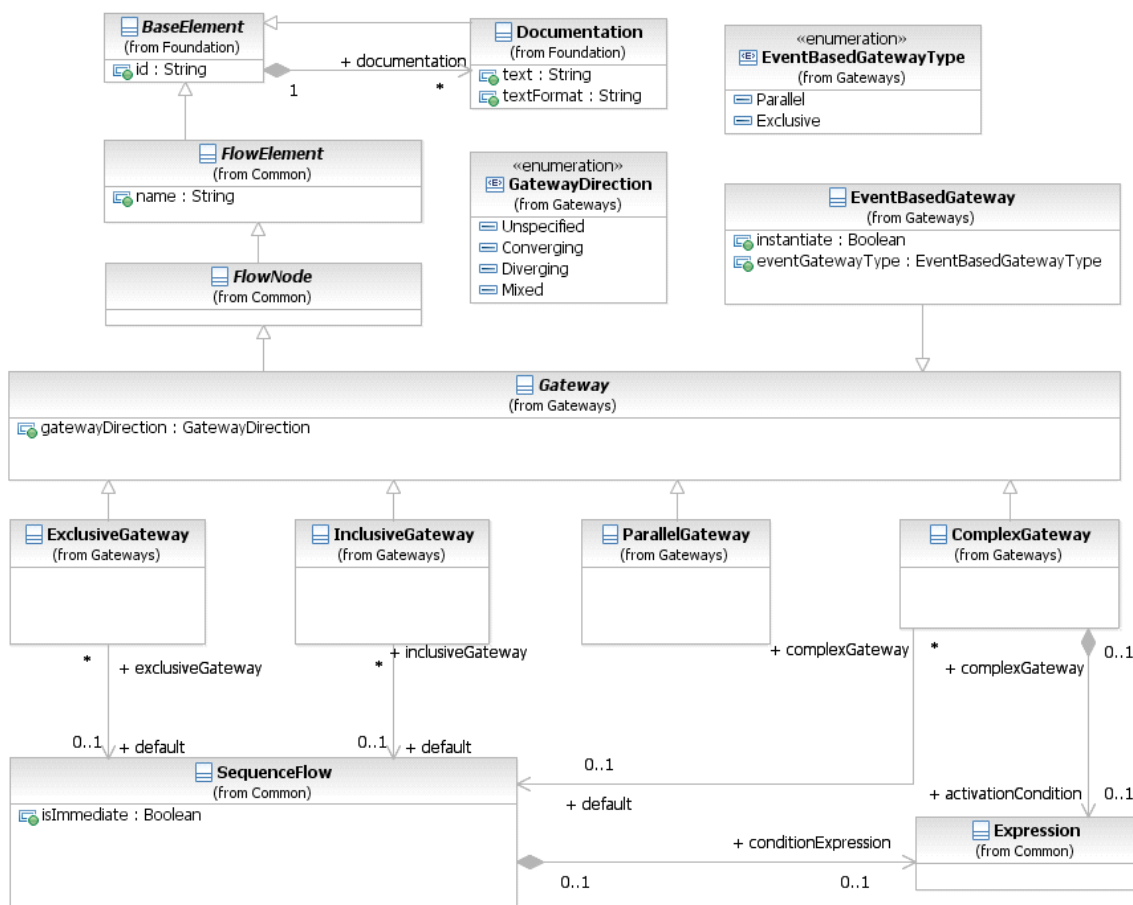 BaseElement
(from Foundation)
id : String
+ documentation
1
*
Documentation
(from Foundation)
text : String
textFormat : String
«enumeration»
EventBasedGatewayType
(from Gateways)
Parallel
Exclusive
FlowElement
(from Common)
name : String
«enumeration»
GatewayDirection
(from Gateways)
Unspecified
Converging
Diverging
Mixed
EventBasedGateway
(from Gateways)
instantiate : Boolean
eventGatewayType : EventBasedGatewayType
FlowNode
(from Common)
Gateway
(from Gateways)
gatewayDirection : GatewayDirection
ExclusiveGateway
(from Gateways)
InclusiveGateway
(from Gateways)
ParallelGateway
(from Gateways)
ComplexGateway
(from Gateways)
*
+ exclusiveGateway
*
+ inclusiveGateway
+ complexGateway
*
+ complexGateway
0..1
0..1
+ default
0..1
+ default
0..1
+ default
+ activationCondition
0..1
SequenceFlow
(from Common)
isImmediate : Boolean
+ conditionExpression
0..1
0..1
Expression
(from Common)